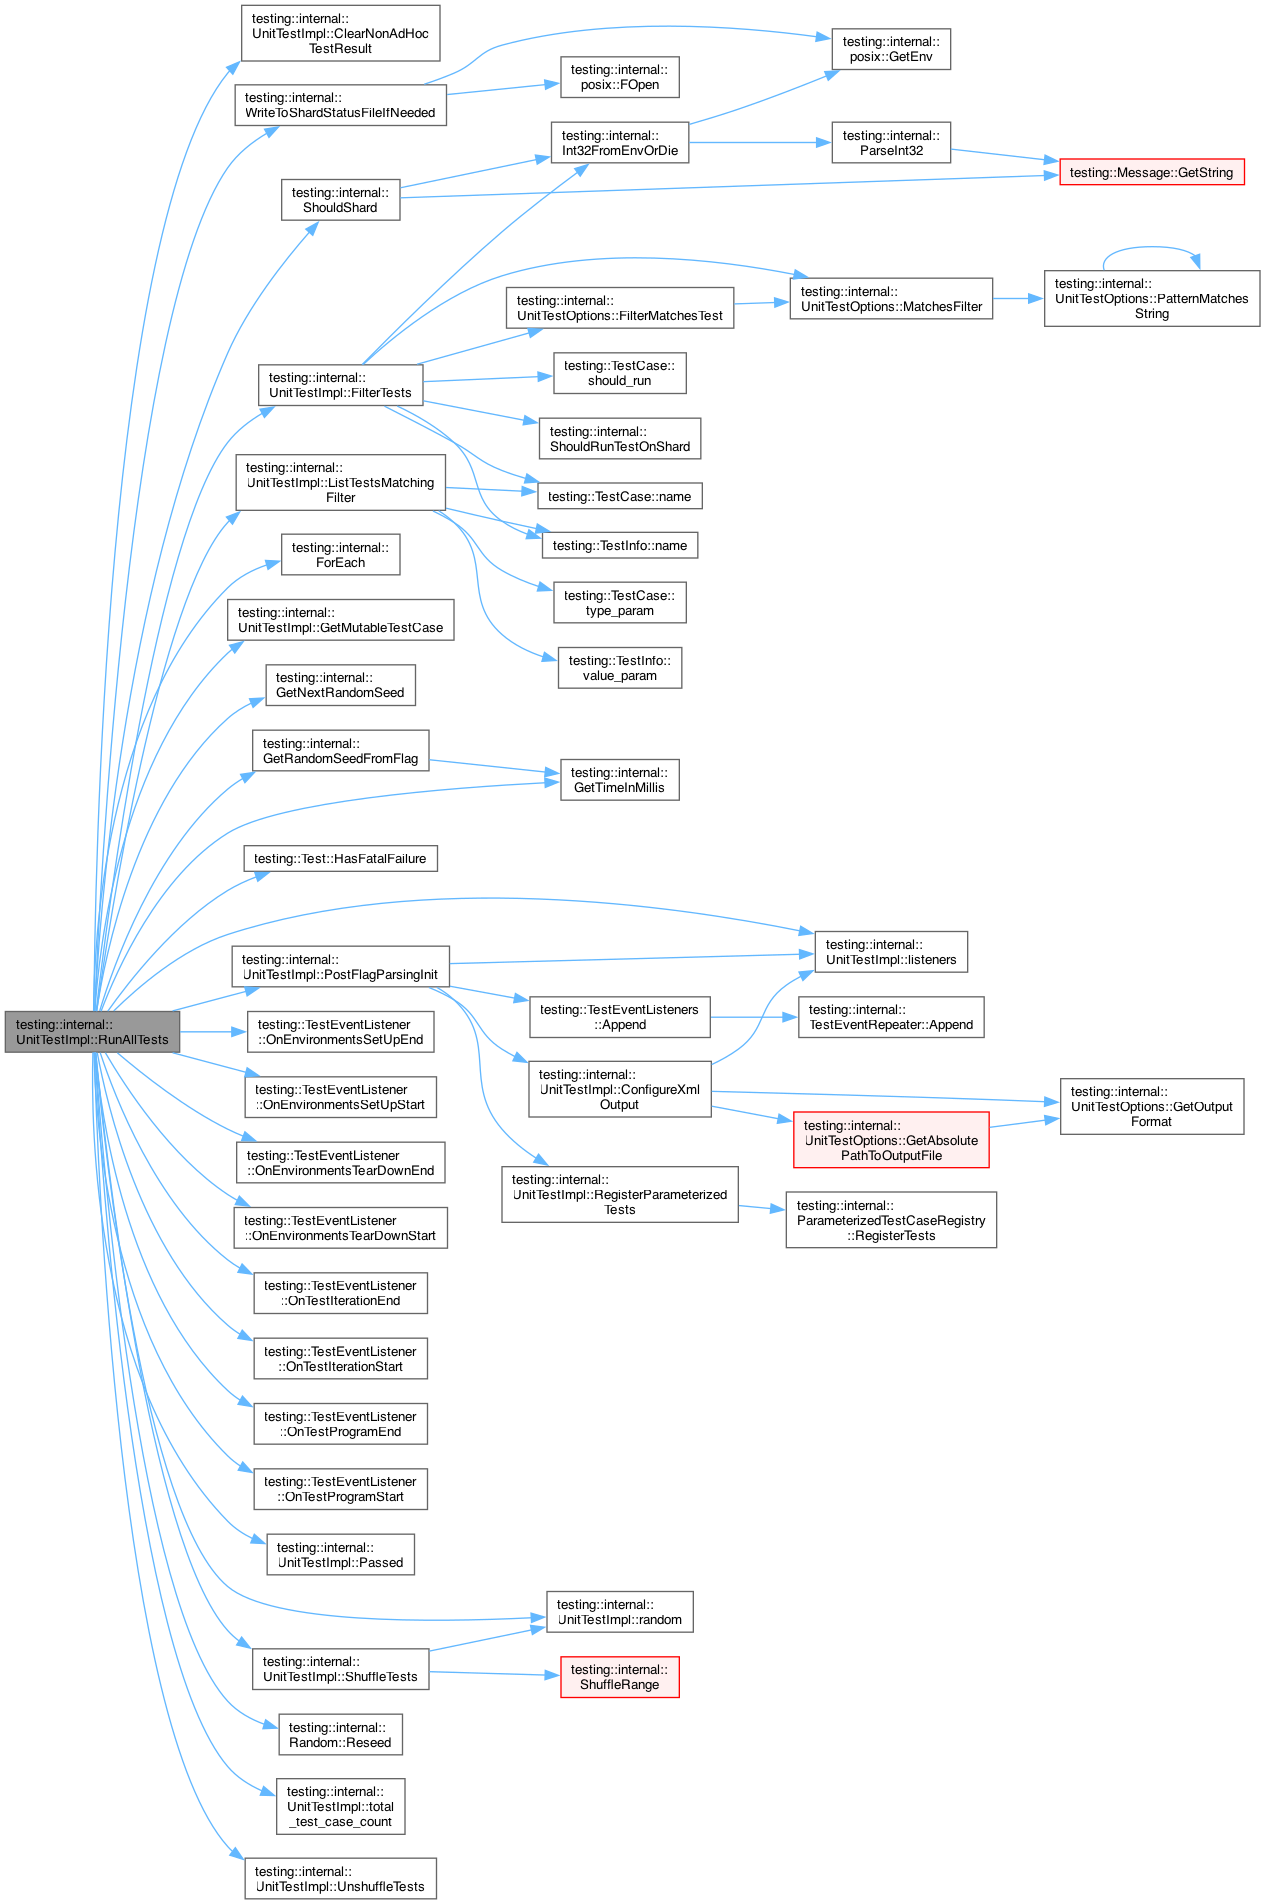 testing::internal::
UnitTestImpl::RunAllTests
testing::internal::
UnitTestImpl::ClearNonAdHoc
TestResult
testing::internal::
WriteToShardStatusFileIfNeeded
testing::internal::
posix::GetEnv
testing::internal::
posix::FOpen
testing::internal::
Int32FromEnvOrDie
testing::internal::
ParseInt32
testing::Message::GetString
testing::internal::
ShouldShard
testing::internal::
UnitTestImpl::FilterTests
testing::internal::
UnitTestOptions::FilterMatchesTest
testing::internal::
UnitTestOptions::MatchesFilter
testing::internal::
UnitTestOptions::PatternMatches
String
testing::TestCase::
should_run
testing::internal::
ShouldRunTestOnShard
testing::TestCase::name
testing::TestInfo::name
testing::internal::
UnitTestImpl::ListTestsMatching
Filter
testing::TestCase::
type_param
testing::TestInfo::
value_param
testing::internal::
ForEach
testing::internal::
UnitTestImpl::GetMutableTestCase
testing::internal::
GetNextRandomSeed
testing::internal::
GetRandomSeedFromFlag
testing::internal::
GetTimeInMillis
testing::Test::HasFatalFailure
testing::internal::
UnitTestImpl::PostFlagParsingInit
testing::internal::
UnitTestImpl::listeners
testing::TestEventListeners
::Append
testing::internal::
TestEventRepeater::Append
testing::internal::
UnitTestImpl::ConfigureXml
Output
testing::internal::
UnitTestOptions::GetAbsolute
PathToOutputFile
testing::internal::
UnitTestOptions::GetOutput
Format
testing::internal::
UnitTestImpl::RegisterParameterized
Tests
testing::internal::
ParameterizedTestCaseRegistry
::RegisterTests
testing::TestEventListener
::OnEnvironmentsSetUpEnd
testing::TestEventListener
::OnEnvironmentsSetUpStart
testing::TestEventListener
::OnEnvironmentsTearDownEnd
testing::TestEventListener
::OnEnvironmentsTearDownStart
testing::TestEventListener
::OnTestIterationEnd
testing::TestEventListener
::OnTestIterationStart
testing::TestEventListener
::OnTestProgramEnd
testing::TestEventListener
::OnTestProgramStart
testing::internal::
UnitTestImpl::Passed
testing::internal::
UnitTestImpl::random
testing::internal::
UnitTestImpl::ShuffleTests
testing::internal::
ShuffleRange
testing::internal::
Random::Reseed
testing::internal::
UnitTestImpl::total
_test_case_count
testing::internal::
UnitTestImpl::UnshuffleTests